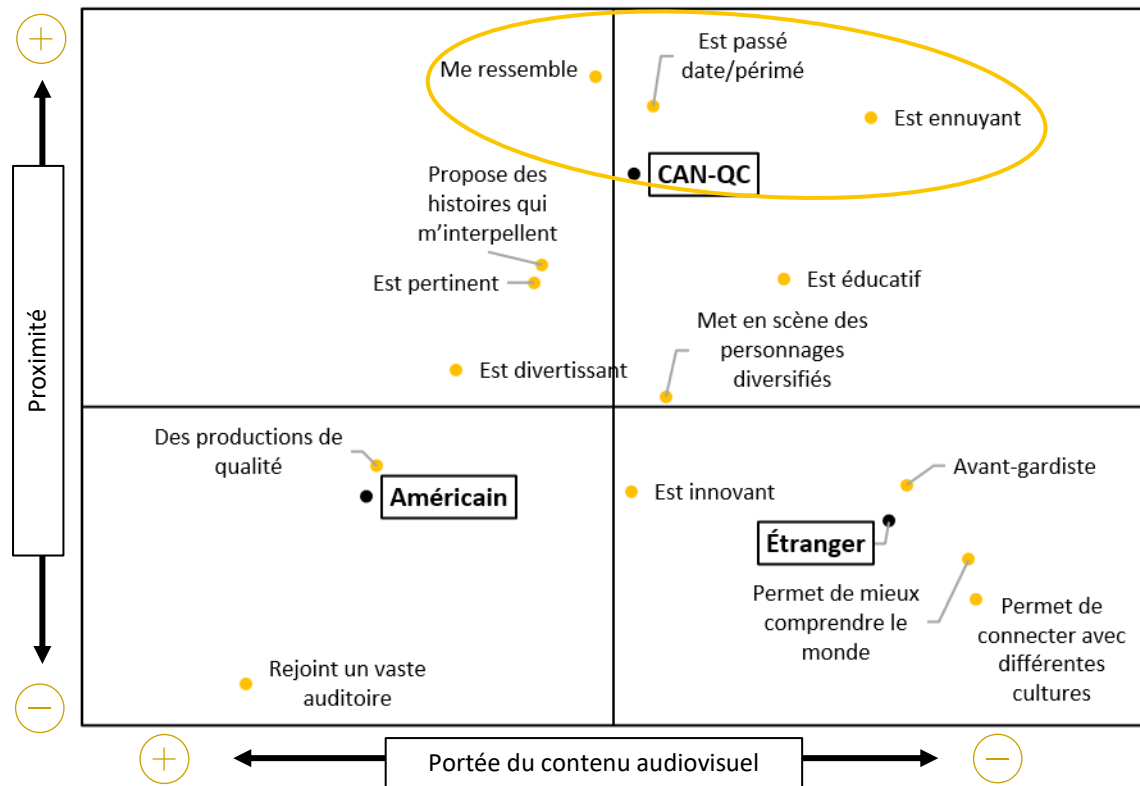 +
Est passé
date/périmé
Me ressemble
Est ennuyant
CAN-QC
Propose des
histoires qui
m'interpellent
Est pertinent
Est éducatif
Met en scène des
personnages
diversifiés
Est divertissant
Proximité
Des productions de
qualité
Américain
Est innovant
Avant-gardiste
Étranger
Permet de mieux
comprendre le
monde
Permet de
connecter avec
différentes
cultures
Rejoint un vaste
auditoire
−
+
Portée du contenu audiovisuel
−